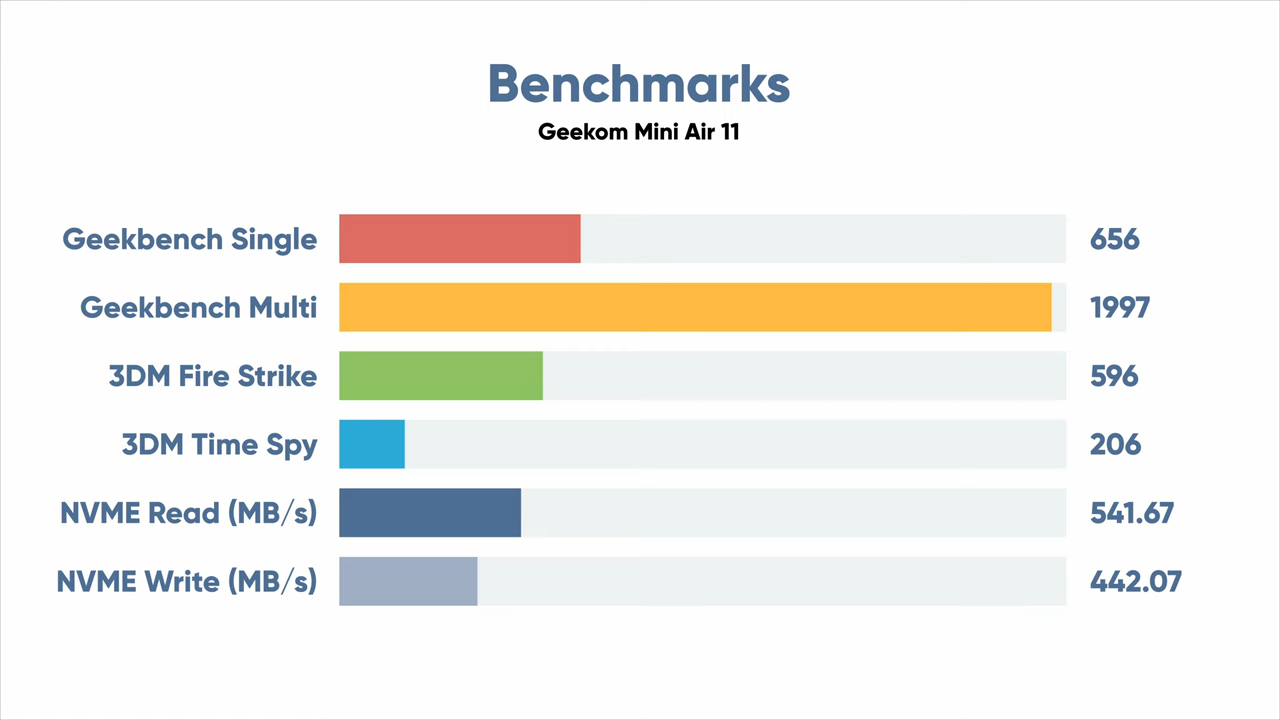 Benchmarks
Geekom Mini Air 11
Geekbench Single 656
Geekbench Multi 1997
3DM Fire Strike 596
3DM Time Spy 206
NVME Read (MB/s) 541.67
NVME Write (MB/s) 442.07